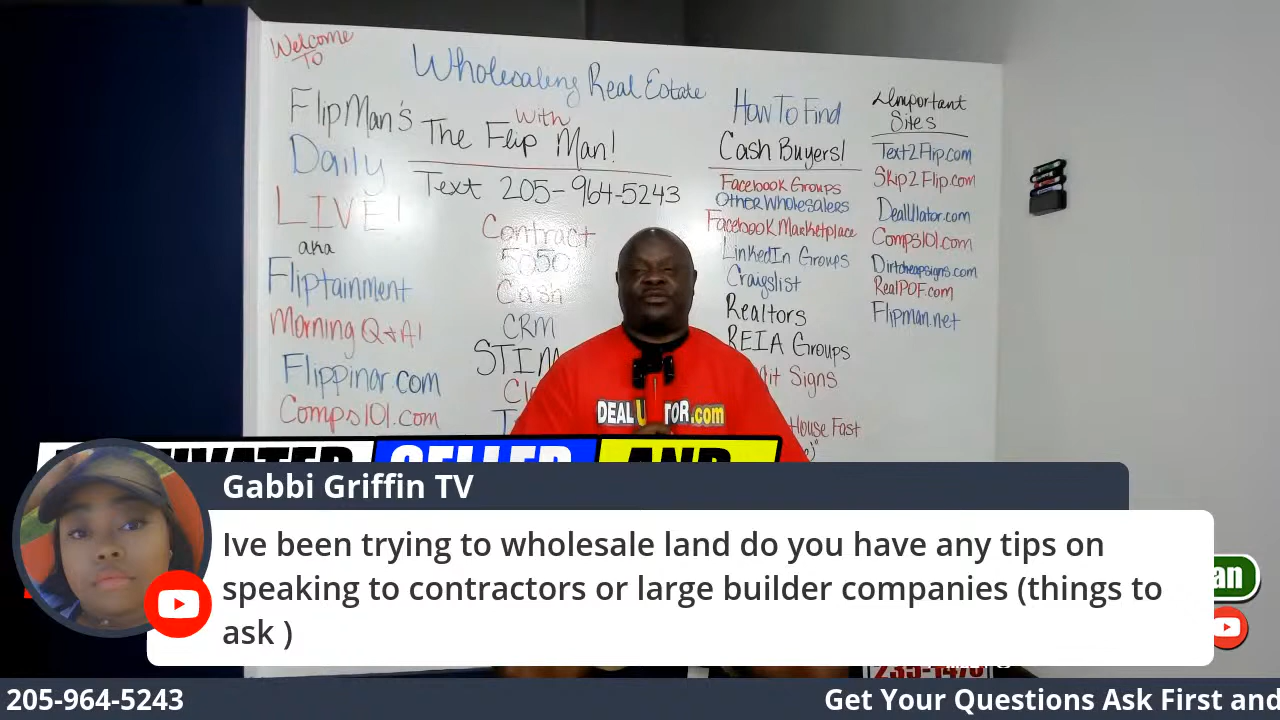 Welcome
To
FlipMan's
Daily
LIVE!
aka
Fliptainment
Morning Q & A!
Flippinar.com
Comps101.com
Wholesaling Real Estate
With
The Flip Man!
Text 205-964-5243
Contract
5050
Cash
CRM
How To Find
Cash Buyers!
Facebook Groups
Other Wholesalers
Facebook Marketplace
LinkedIn Groups
Craigslist
Realtors
REIA Groups
Signs
House Fast
Important
Sites
Text2Flip.com
Skip2Flip.com
DealUlator.com
Comps101.com
Dirtcheapsigns.com
RealPOF.com
Flipman.net
DEAL U TOR.com
SELLER AND
Gabbi Griffin TV
Ive been trying to wholesale land do you have any tips on
speaking to contractors or large builder companies (things to
ask )
205-964-5243
Get Your Questions Ask First and